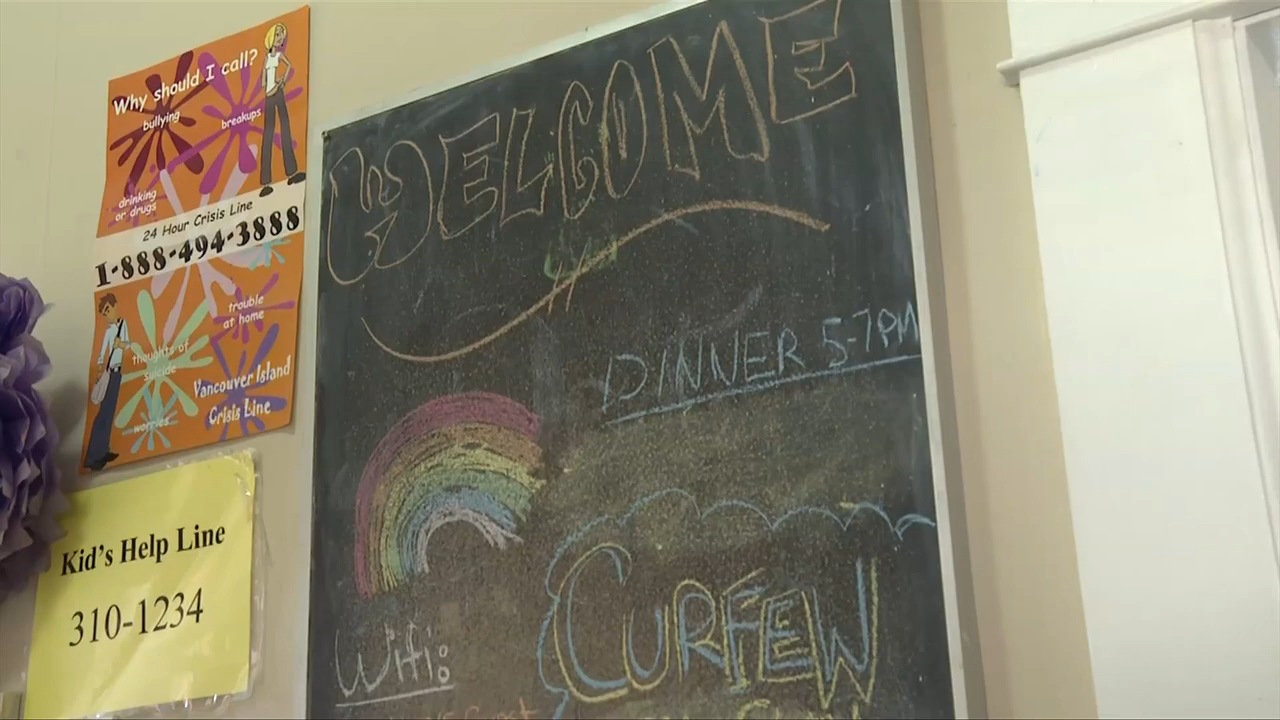 Why should I call?
bullying
breakups
drinking
or drugs
24 Hour Crisis Line
1-888-494-3888
trouble
at home
thoughts of
suicide
Vancouver Island
Crisis Line
worries
Kid's Help Line
310-1234
WELCOME
DINNER 5-7PM
CURFEW
Wifi: